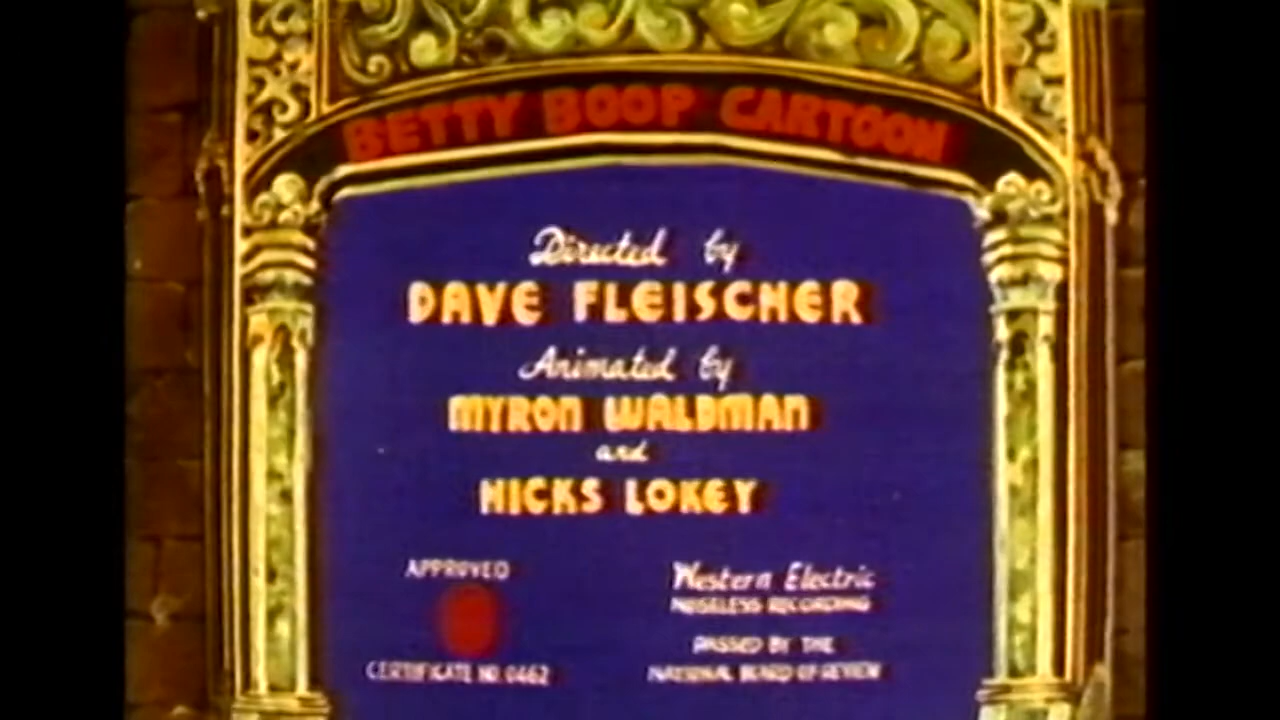 BETTY BOOP CARTOON
Directed by
DAVE FLEISCHER
Animated by
MYRON WALDMAN
and
HICKS LOKEY
APPROVED
CERTIFICATE NO. 0462
Western Electric
NOISELESS RECORDING
PASSED BY THE
NATIONAL BOARD OF REVIEW